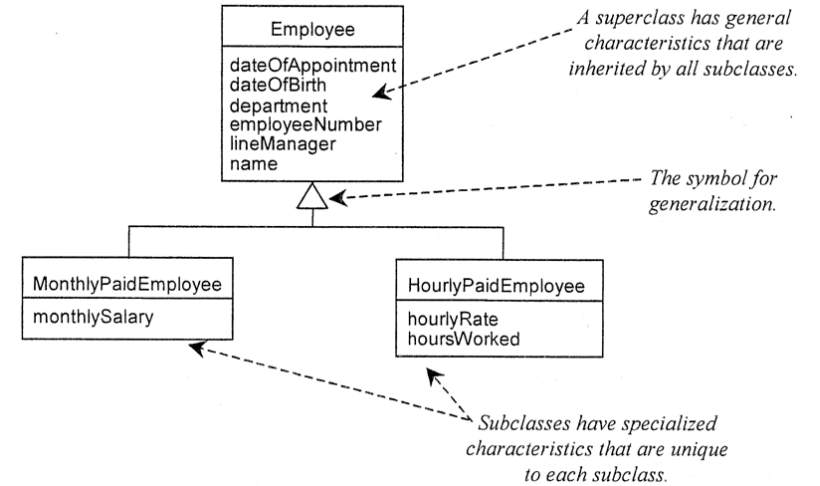 Employee
dateOfAppointment
dateOfBirth
department
employeeNumber
lineManager
name
A superclass has general
characteristics that are
inherited by all subclasses.
The symbol for
generalization.
MonthlyPaidEmployee
monthlySalary
HourlyPaidEmployee
hourlyRate
hoursWorked
Subclasses have specialized
characteristics that are unique
to each subclass.